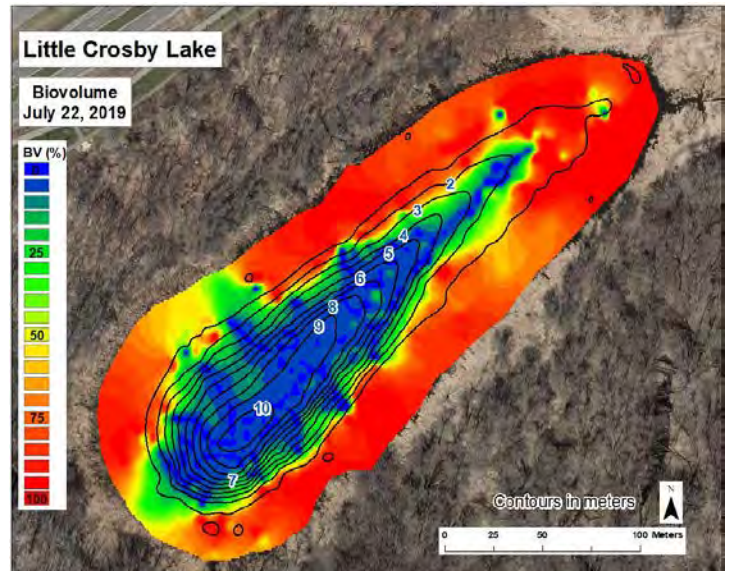 Little Crosby Lake
Biovolume
July 22, 2019
BV (%)
0
25
50
75
100
2
3
4
5
6
8
9
10
7
Contours in meters
N
0 25 50 100 Meters